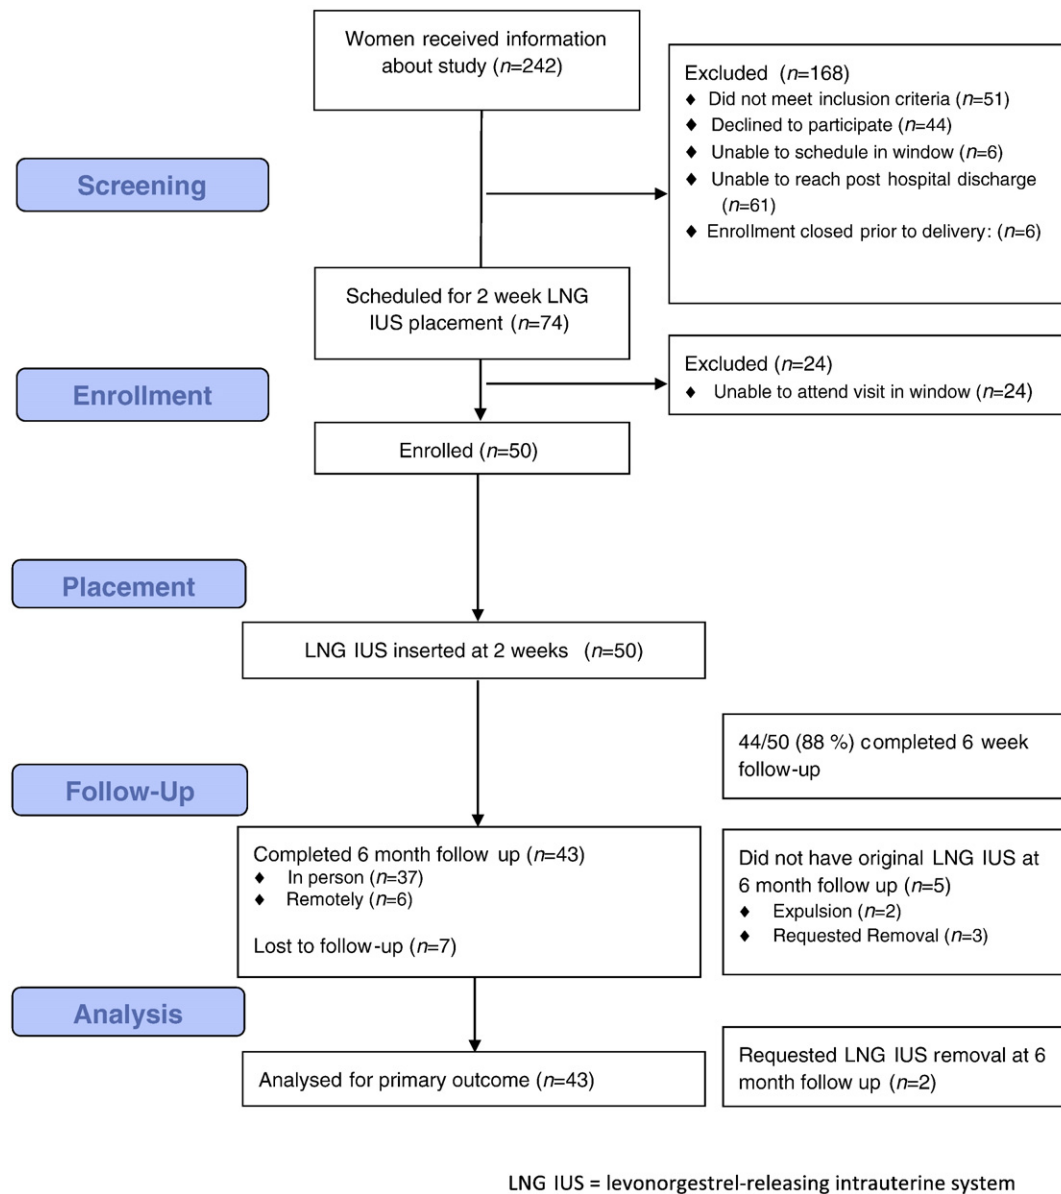 Women received information
about study (n=242)
Excluded (n=168)
♦ Did not meet inclusion criteria (n=51)
♦ Declined to participate (n=44)
♦ Unable to schedule in window (n=6)
♦ Unable to reach post hospital discharge
(n=61)
♦ Enrollment closed prior to delivery: (n=6)
Screening
Scheduled for 2 week LNG
IUS placement (n=74)
Excluded (n=24)
♦ Unable to attend visit in window (n=24)
Enrollment
Enrolled (n=50)
Placement
LNG IUS inserted at 2 weeks (n=50)
44/50 (88 %) completed 6 week
follow-up
Follow-Up
Completed 6 month follow up (n=43)
♦ In person (n=37)
♦ Remotely (n=6)
Lost to follow-up (n=7)
Did not have original LNG IUS at
6 month follow up (n=5)
♦ Expulsion (n=2)
♦ Requested Removal (n=3)
Analysis
Analysed for primary outcome (n=43)
Requested LNG IUS removal at 6
month follow up (n=2)
LNG IUS = levonorgestrel-releasing intrauterine system